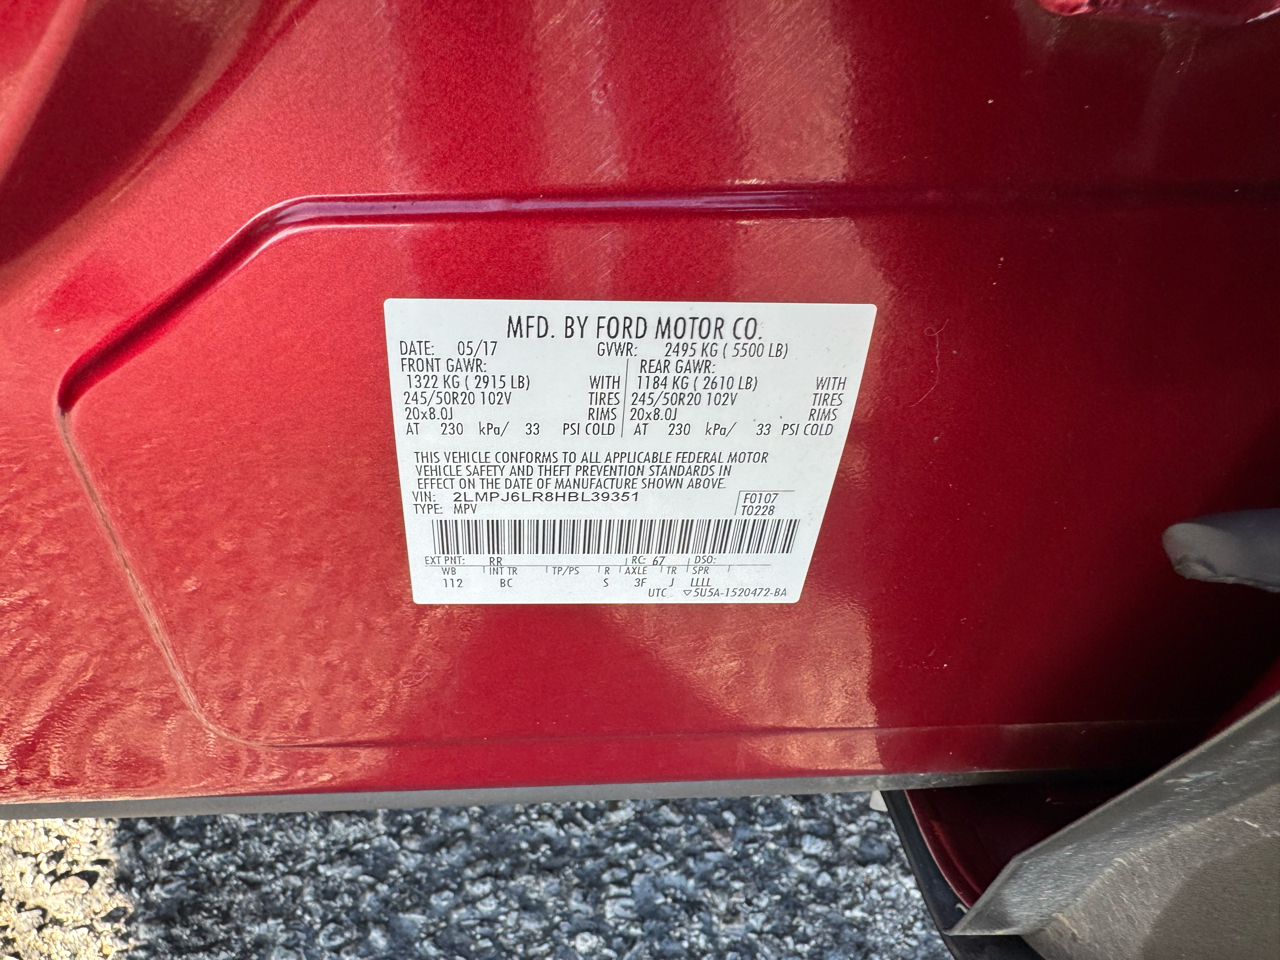 MFD. BY FORD MOTOR CO.
DATE: 05/17 GVWR: 2495 KG ( 5500 LB)
FRONT GAWR: REAR GAWR:
1322 KG ( 2915 LB) WITH 1184 KG ( 2610 LB) WITH
245/50R20 102V TIRES 245/50R20 102V TIRES
20x8.0J RIMS 20x8.0J RIMS
AT 230 kPa/ 33 PSI COLD AT 230 kPa/ 33 PSI COLD
THIS VEHICLE CONFORMS TO ALL APPLICABLE FEDERAL MOTOR
VEHICLE SAFETY AND THEFT PREVENTION STANDARDS IN
EFFECT ON THE DATE OF MANUFACTURE SHOWN ABOVE.
VIN: 2LMPJ6LR8HBL39351 F0107
TYPE: MPV T0228
EXT PNT: RR RC: 67 DSO:
WB INT TR TP/PS R AXLE TR SPR
112 BC S 3F J LLLL
UTC ▽5U5A-1520472-BA